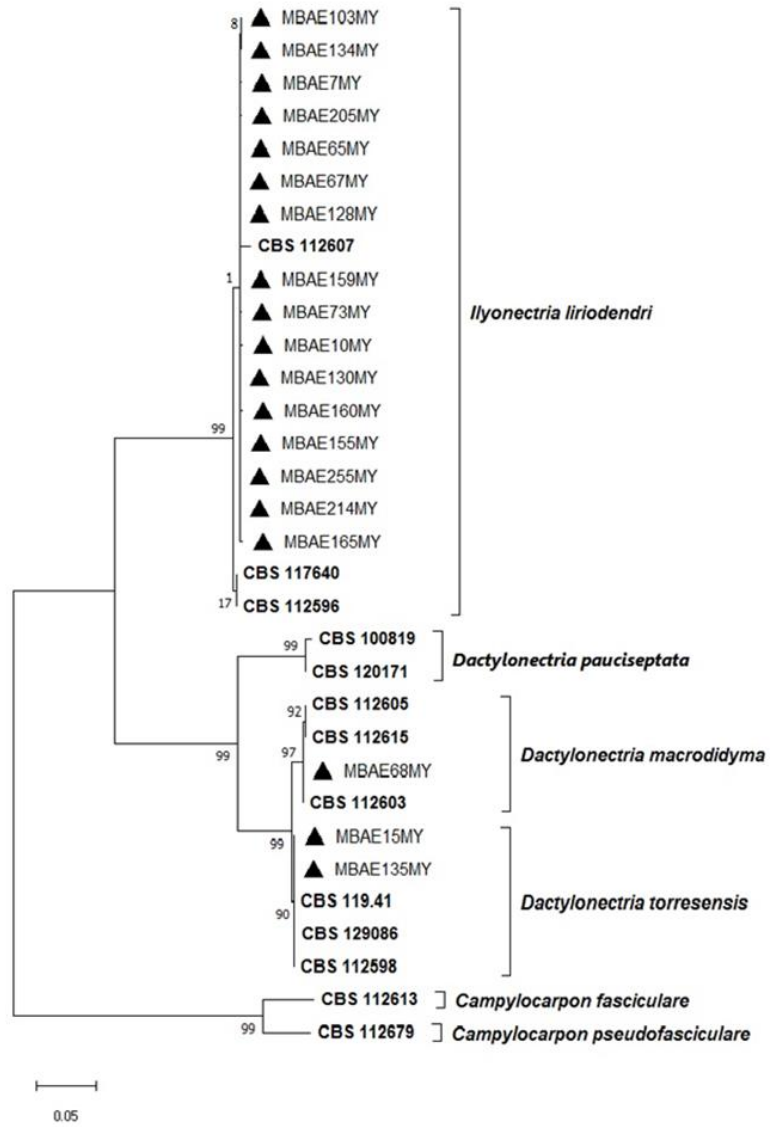 8
MBAE103MY
MBAE134MY
MBAE7MY
MBAE205MY
MBAE65MY
MBAE67MY
MBAE128MY
CBS 112607
1
MBAE159MY
MBAE73MY
Ilyonectria liriodendri
MBAE10MY
MBAE130MY
MBAE160MY
99
MBAE155MY
MBAE255MY
MBAE214MY
MBAE165MY
CBS 117640
17
CBS 112596
99
CBS 100819
Dactylonectria pauciseptata
CBS 120171
92
CBS 112605
CBS 112615
99
97
Dactylonectria macrodidyma
MBAE68MY
CBS 112603
99
MBAE15MY
MBAE135MY
90
CBS 119.41
Dactylonectria torresensis
CBS 129086
CBS 112598
CBS 112613
Campylocarpon fasciculare
99
CBS 112679
Campylocarpon pseudofasciculare
0.05